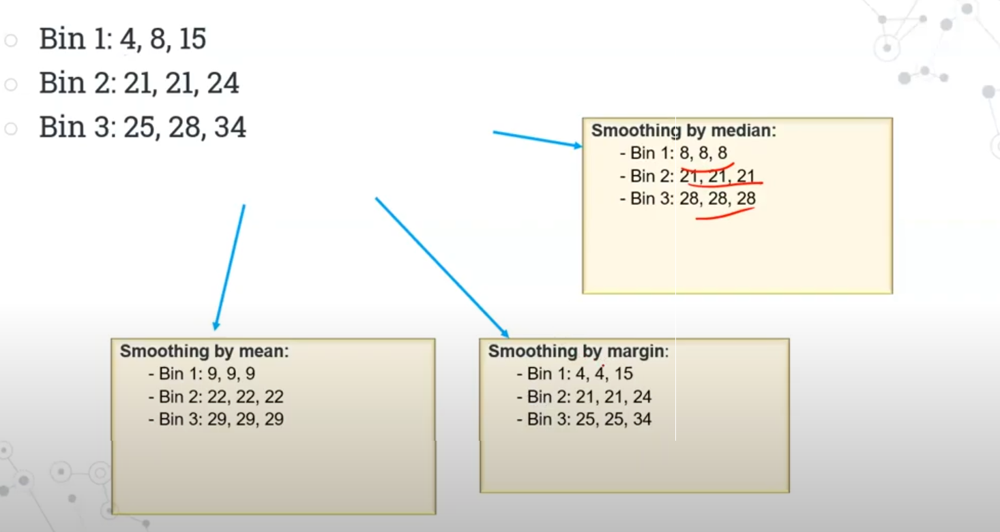 Bin 1: 4, 8, 15
Bin 2: 21, 21, 24
Bin 3: 25, 28, 34
Smoothing by median:
- Bin 1: 8, 8, 8
- Bin 2: 21, 21, 21
- Bin 3: 28, 28, 28
Smoothing by mean:
- Bin 1: 9, 9, 9
- Bin 2: 22, 22, 22
- Bin 3: 29, 29, 29
Smoothing by margin:
- Bin 1: 4, 4, 15
- Bin 2: 21, 21, 24
- Bin 3: 25, 25, 34